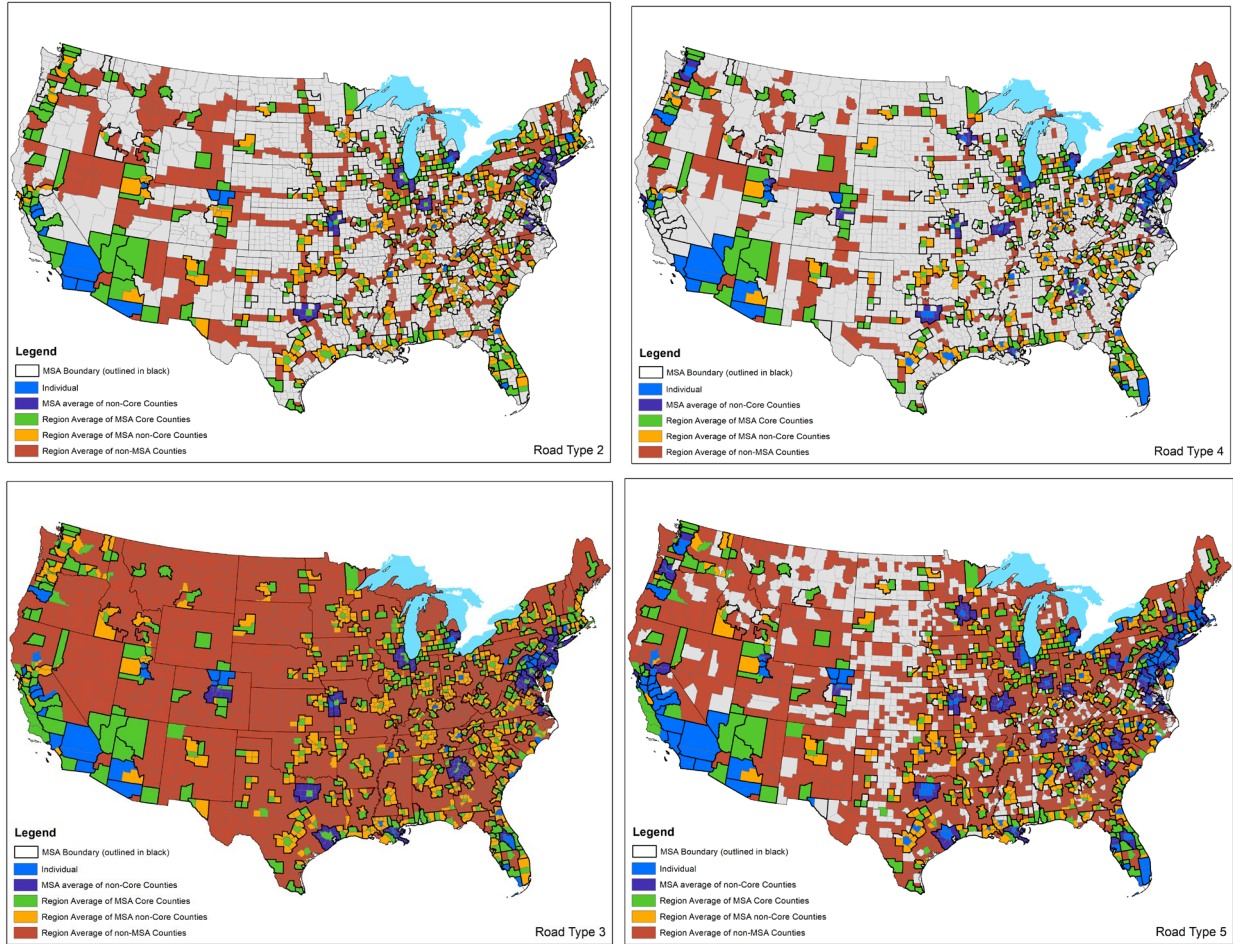 Legend
MSA Boundary (outlined in black)
Individual
MSA average of non-Core Counties
Region Average of MSA Core Counties
Region Average of MSA non-Core Counties
Region Average of non-MSA Counties
Road Type 2
Legend
MSA Boundary (outlined in black)
Individual
MSA average of non-Core Counties
Region Average of MSA Core Counties
Region Average of MSA non-Core Counties
Region Average of non-MSA Counties
Road Type 4
Legend
MSA Boundary (outlined in black)
Individual
MSA average of non-Core Counties
Region Average of MSA Core Counties
Region Average of MSA non-Core Counties
Region Average of non-MSA Counties
Road Type 3
Legend
MSA Boundary (outlined in black)
Individual
MSA average of non-Core Counties
Region Average of MSA Core Counties
Region Average of MSA non-Core Counties
Region Average of non-MSA Counties
Road Type 5